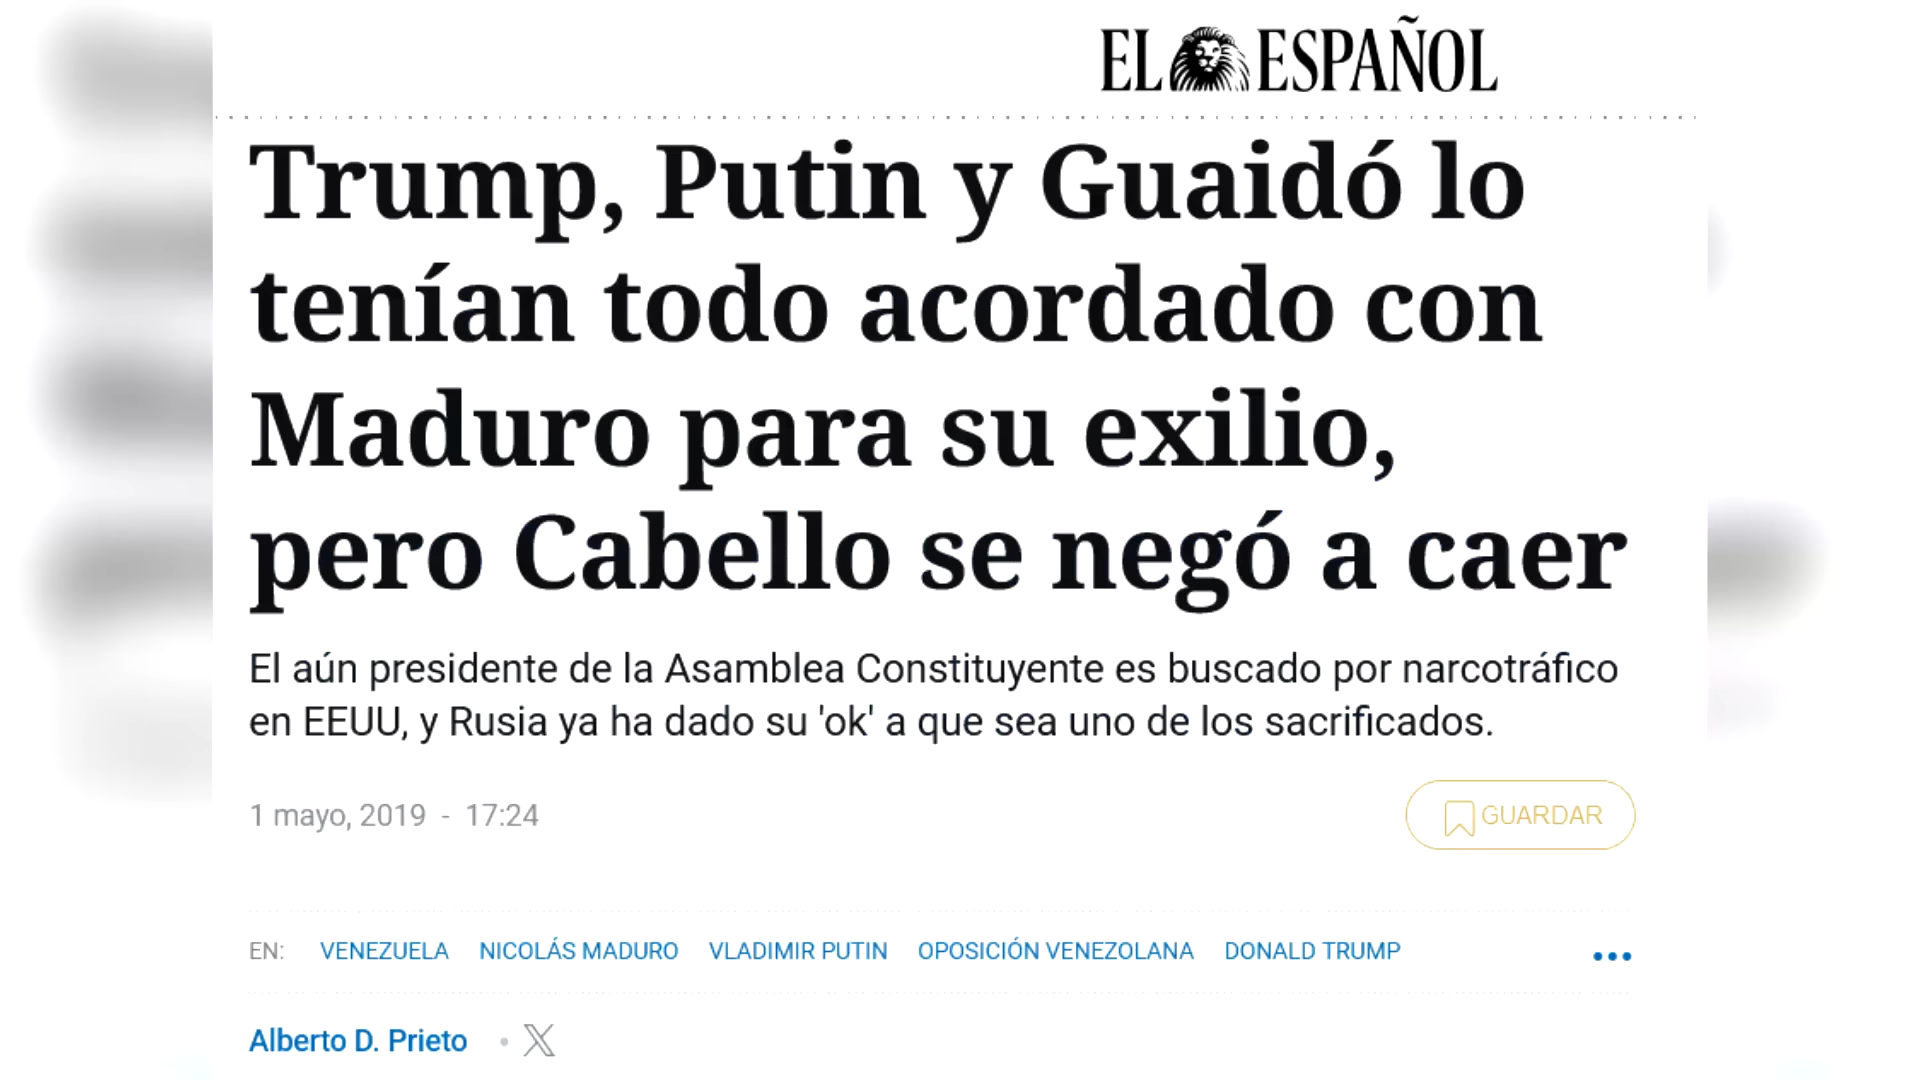 EL ESPAÑOL
Trump, Putin y Guaidó lo
tenían todo acordado con
Maduro para su exilio,
pero Cabello se negó a caer
El aún presidente de la Asamblea Constituyente es buscado por narcotráfico
en EEUU, y Rusia ya ha dado su 'ok' a que sea uno de los sacrificados.
1 mayo, 2019 - 17:24
GUARDAR
EN: VENEZUELA NICOLÁS MADURO VLADIMIR PUTIN OPOSICIÓN VENEZOLANA DONALD TRUMP ...
Alberto D. Prieto